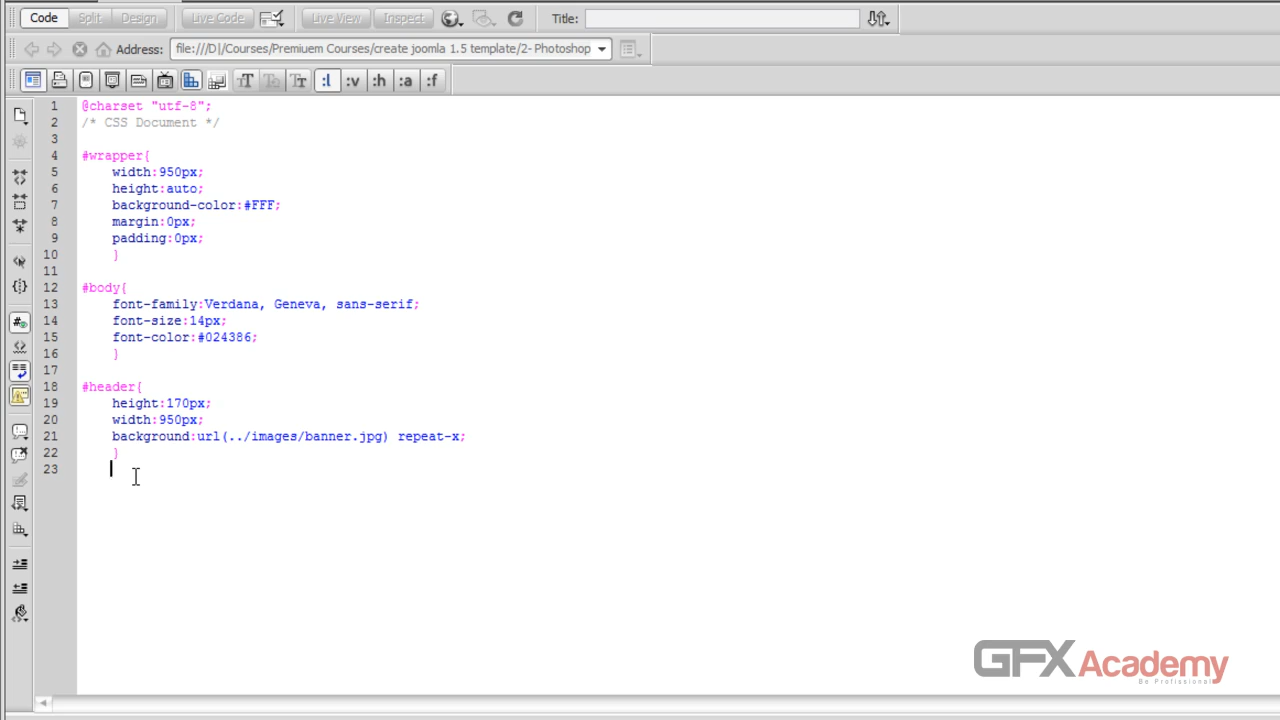 Code Split Design Live Code Live View Inspect Title:
Address: file:///D|/Courses/Premiuem Courses/create joomla 1.5 template/2- Photoshop
:l :v :h :a :f
1 @charset "utf-8";
2 /* CSS Document */
3
4 #wrapper{
5 width:950px;
6 height:auto;
7 background-color:#FFF;
8 margin:0px;
9 padding:0px;
10 }
11
12 #body{
13 font-family:Verdana, Geneva, sans-serif;
14 font-size:14px;
15 font-color:#024386;
16 }
17
18 #header{
19 height:170px;
20 width:950px;
21 background:url(../images/banner.jpg) repeat-x;
22 }
23
GFX Academy
Be Professional